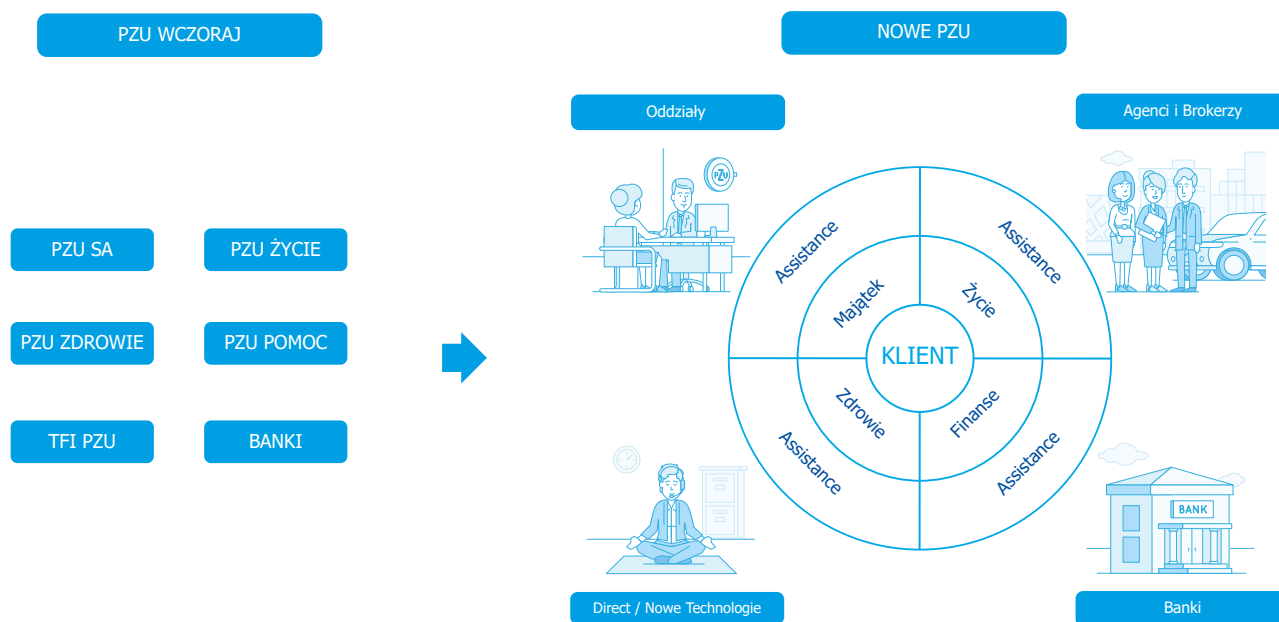 PZU WCZORAJ
NOWE PZU
Oddziały
Agenci i Brokerzy
PZU
PZU SA
PZU ŻYCIE
PZU ZDROWIE
PZU POMOC
TFI PZU
BANKI
Assistance
Assistance
Majątek
Życie
KLIENT
Zdrowie
Finanse
Assistance
Assistance
BANK
Direct / Nowe Technologie
Banki